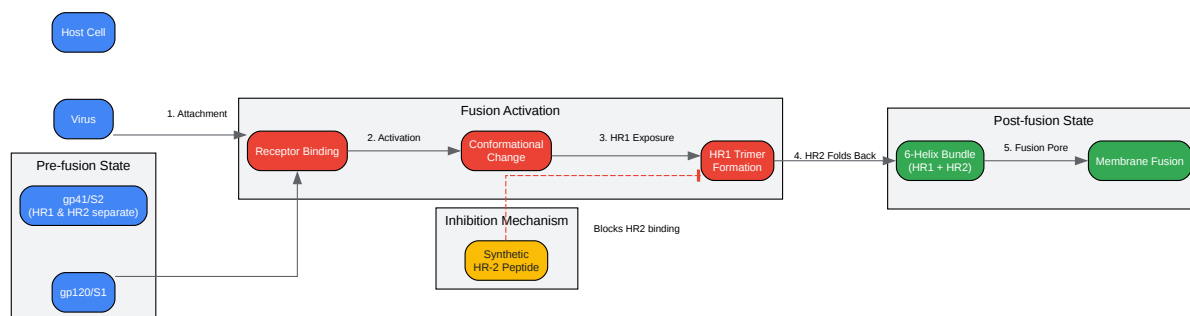 Host Cell
Virus
1. Attachment
Pre-fusion State
gp41/S2
(HR1 & HR2 separate)
gp120/S1
Fusion Activation
Receptor Binding
2. Activation
Conformational
Change
3. HR1 Exposure
HR1 Trimer
Formation
4. HR2 Folds Back
Inhibition Mechanism
Synthetic
HR-2 Peptide
Blocks HR2 binding
Post-fusion State
6-Helix Bundle
(HR1 + HR2)
5. Fusion Pore
Membrane Fusion